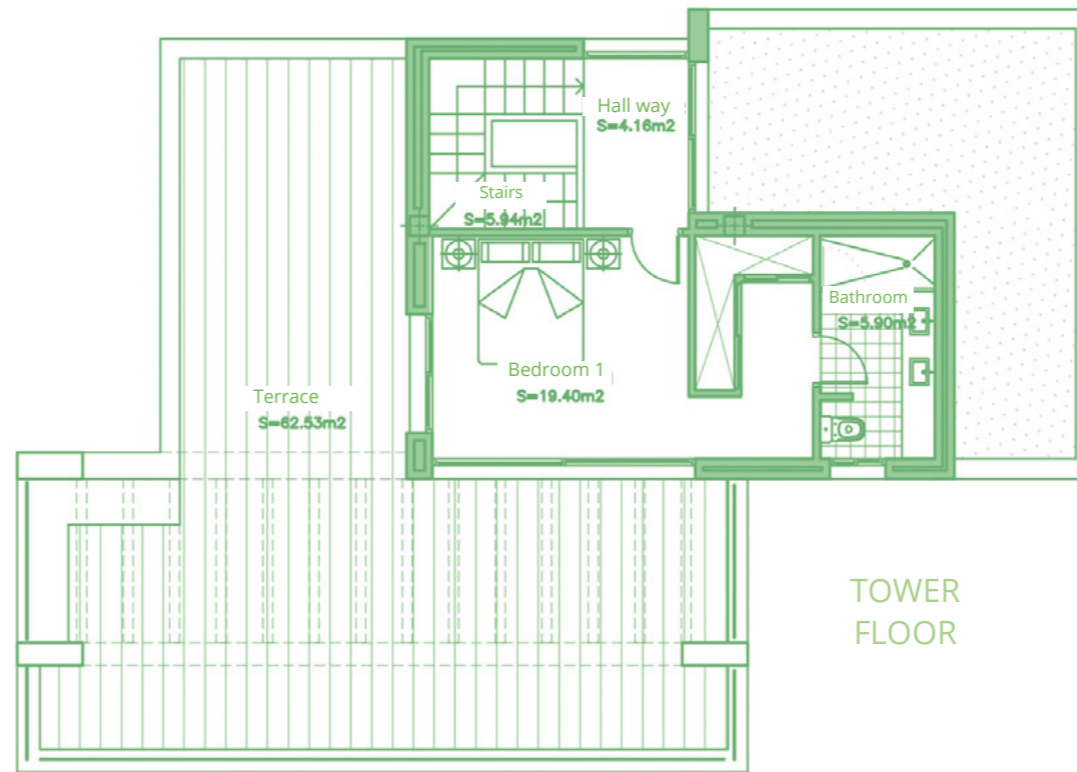 Hall way
S=4.16m2
Stairs
S=5.94m2
Bathroom
S=5.90m2
Bedroom 1
S=19.40m2
Terrace
S=62.53m2
TOWER
FLOOR